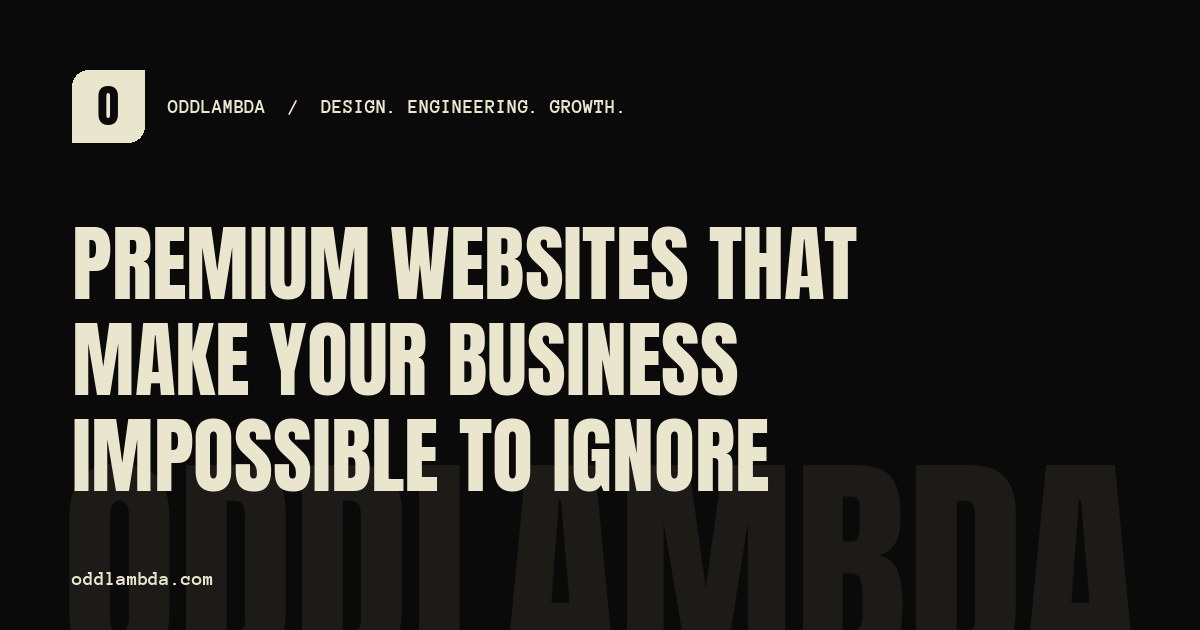 O
ODDLAMBDA / DESIGN. ENGINEERING. GROWTH.
PREMIUM WEBSITES THAT
MAKE YOUR BUSINESS
IMPOSSIBLE TO IGNORE
ODDLAMBDA
oddlambda.com